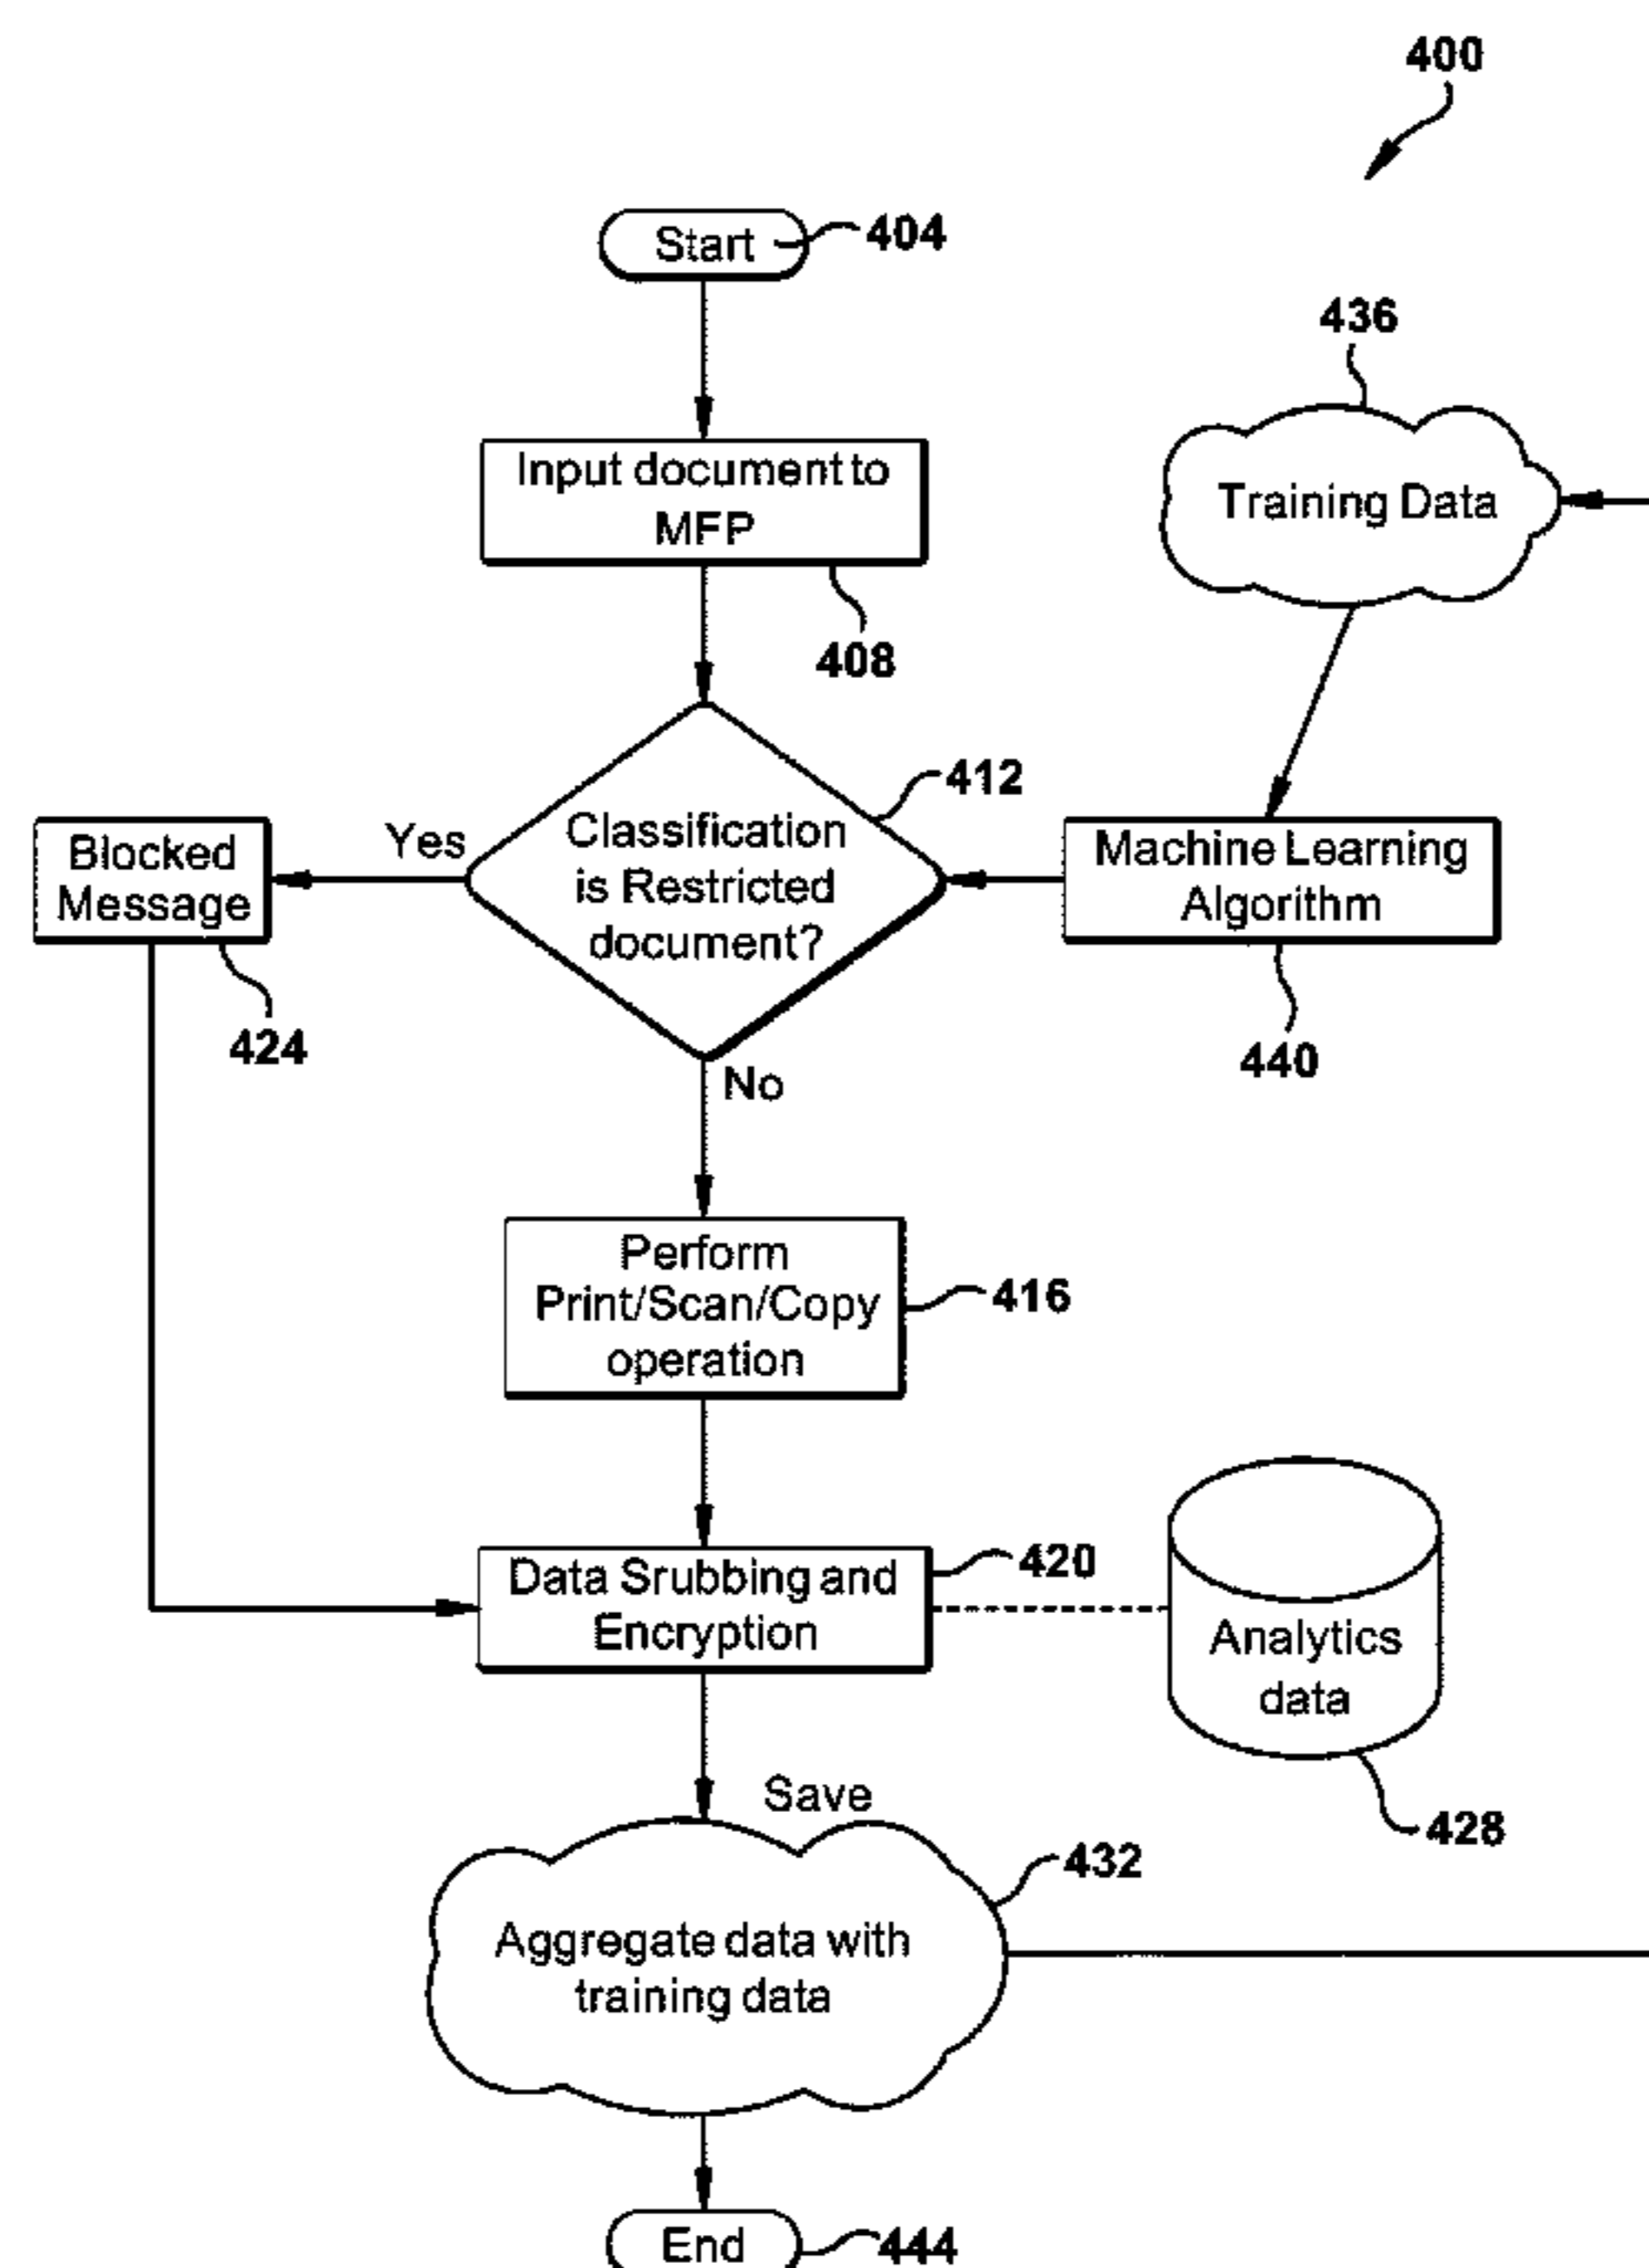 400
Start
404
436
Input document to
MFP
Training Data
408
412
Blocked
Message
Yes
Classification
is Restricted
document?
Machine Learning
Algorithm
424
440
No
Perform
Print/Scan/Copy
operation
416
Data Srubbing and
Encryption
420
Analytics
data
Save
428
432
Aggregate data with
training data
End
444